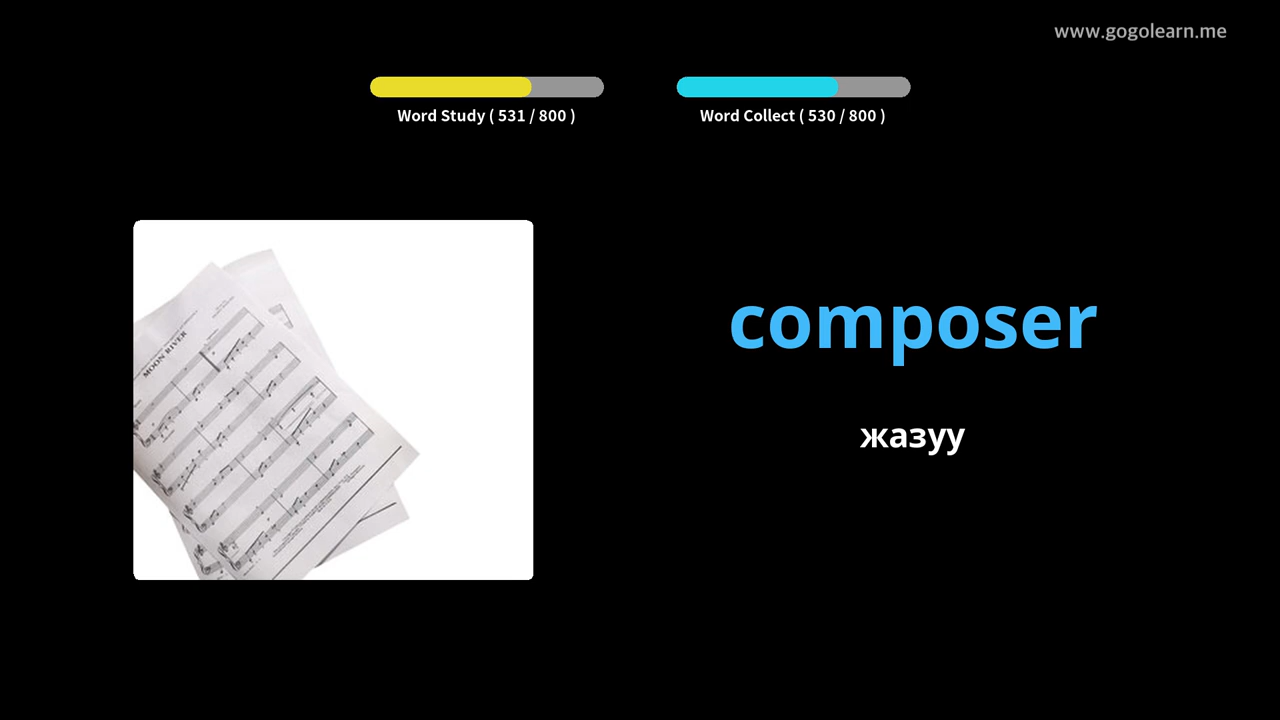 www.gogolearn.me
Word Study ( 531 / 800 )
Word Collect ( 530 / 800 )
MOON RIVER
composer
жазуу